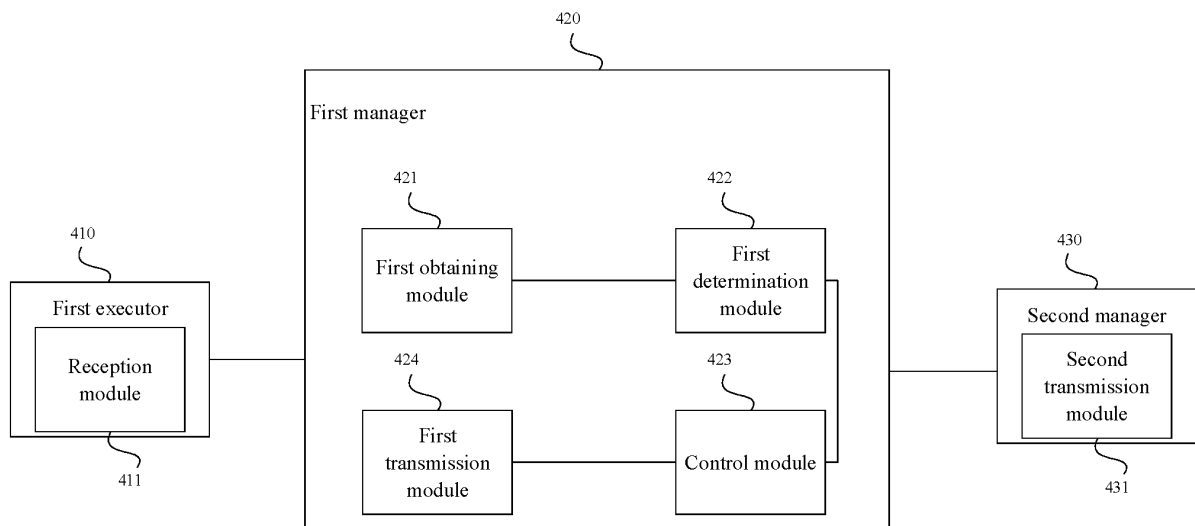 420
First manager
421
422
410
430
First executor
First obtaining
module
First
determination
module
Second manager
Reception
module
424
423
Second
transmission
module
First
transmission
module
Control module
411
431